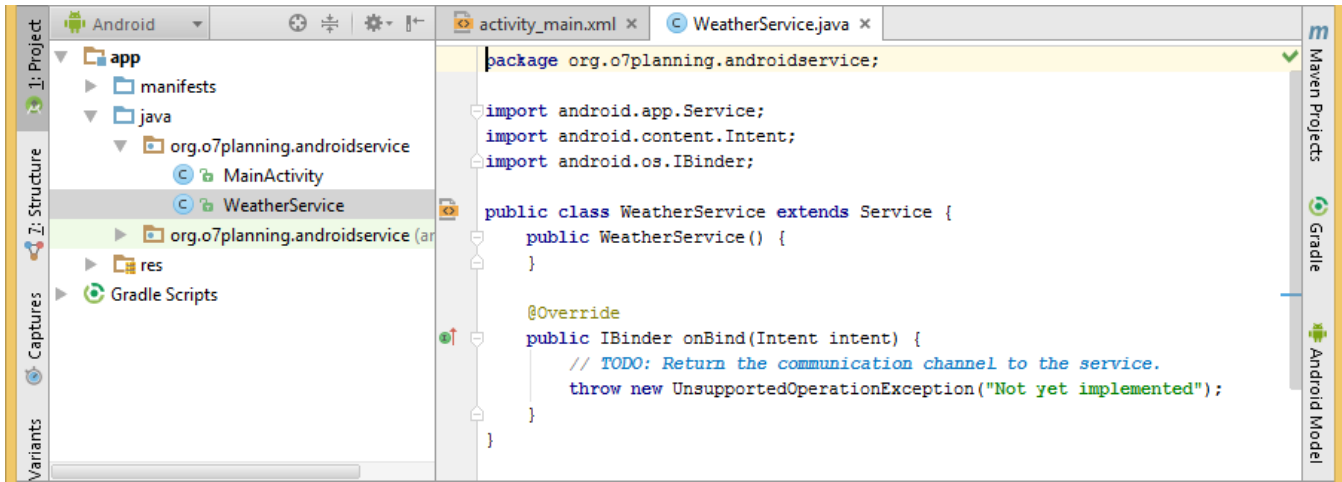 1: Project
7: Structure
Captures
Variants
Android
app
manifests
java
org.o7planning.androidservice
MainActivity
WeatherService
org.o7planning.androidservice (ar
res
Gradle Scripts
activity_main.xml ×
WeatherService.java ×
package org.o7planning.androidservice;
import android.app.Service;
import android.content.Intent;
import android.os.IBinder;
public class WeatherService extends Service {
    public WeatherService() {
    }
    @Override
    public IBinder onBind(Intent intent) {
        // TODO: Return the communication channel to the service.
        throw new UnsupportedOperationException("Not yet implemented");
    }
}
m
Maven Projects
Gradle
Android Model